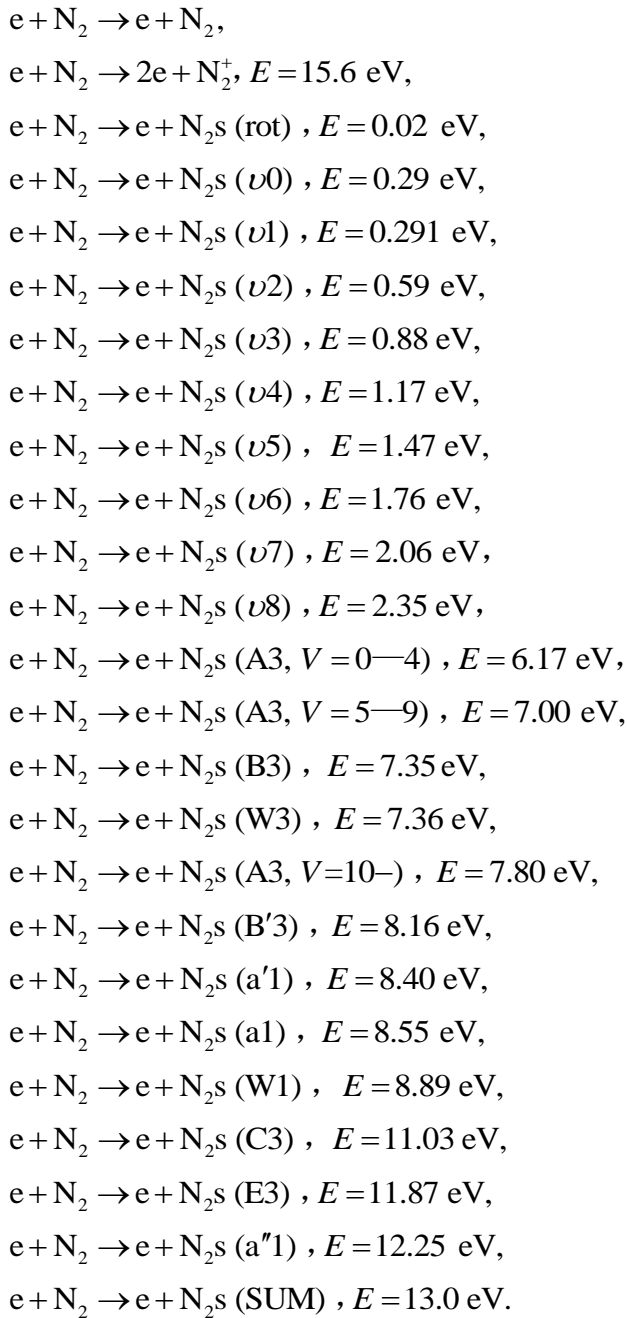 e + N₂ → e + N₂,
e + N₂ → 2e + N₂⁺, E = 15.6 eV,
e + N₂ → e + N₂s (rot) , E = 0.02 eV,
e + N₂ → e + N₂s (υ0) , E = 0.29 eV,
e + N₂ → e + N₂s (υ1) , E = 0.291 eV,
e + N₂ → e + N₂s (υ2) , E = 0.59 eV,
e + N₂ → e + N₂s (υ3) , E = 0.88 eV,
e + N₂ → e + N₂s (υ4) , E = 1.17 eV,
e + N₂ → e + N₂s (υ5) , E = 1.47 eV,
e + N₂ → e + N₂s (υ6) , E = 1.76 eV,
e + N₂ → e + N₂s (υ7) , E = 2.06 eV,
e + N₂ → e + N₂s (υ8) , E = 2.35 eV,
e + N₂ → e + N₂s (A3, V = 0—4) , E = 6.17 eV,
e + N₂ → e + N₂s (A3, V = 5—9) , E = 7.00 eV,
e + N₂ → e + N₂s (B3) , E = 7.35 eV,
e + N₂ → e + N₂s (W3) , E = 7.36 eV,
e + N₂ → e + N₂s (A3, V=10–) , E = 7.80 eV,
e + N₂ → e + N₂s (B′3) , E = 8.16 eV,
e + N₂ → e + N₂s (a′1) , E = 8.40 eV,
e + N₂ → e + N₂s (a1) , E = 8.55 eV,
e + N₂ → e + N₂s (W1) , E = 8.89 eV,
e + N₂ → e + N₂s (C3) , E = 11.03 eV,
e + N₂ → e + N₂s (E3) , E = 11.87 eV,
e + N₂ → e + N₂s (a″1) , E = 12.25 eV,
e + N₂ → e + N₂s (SUM) , E = 13.0 eV.